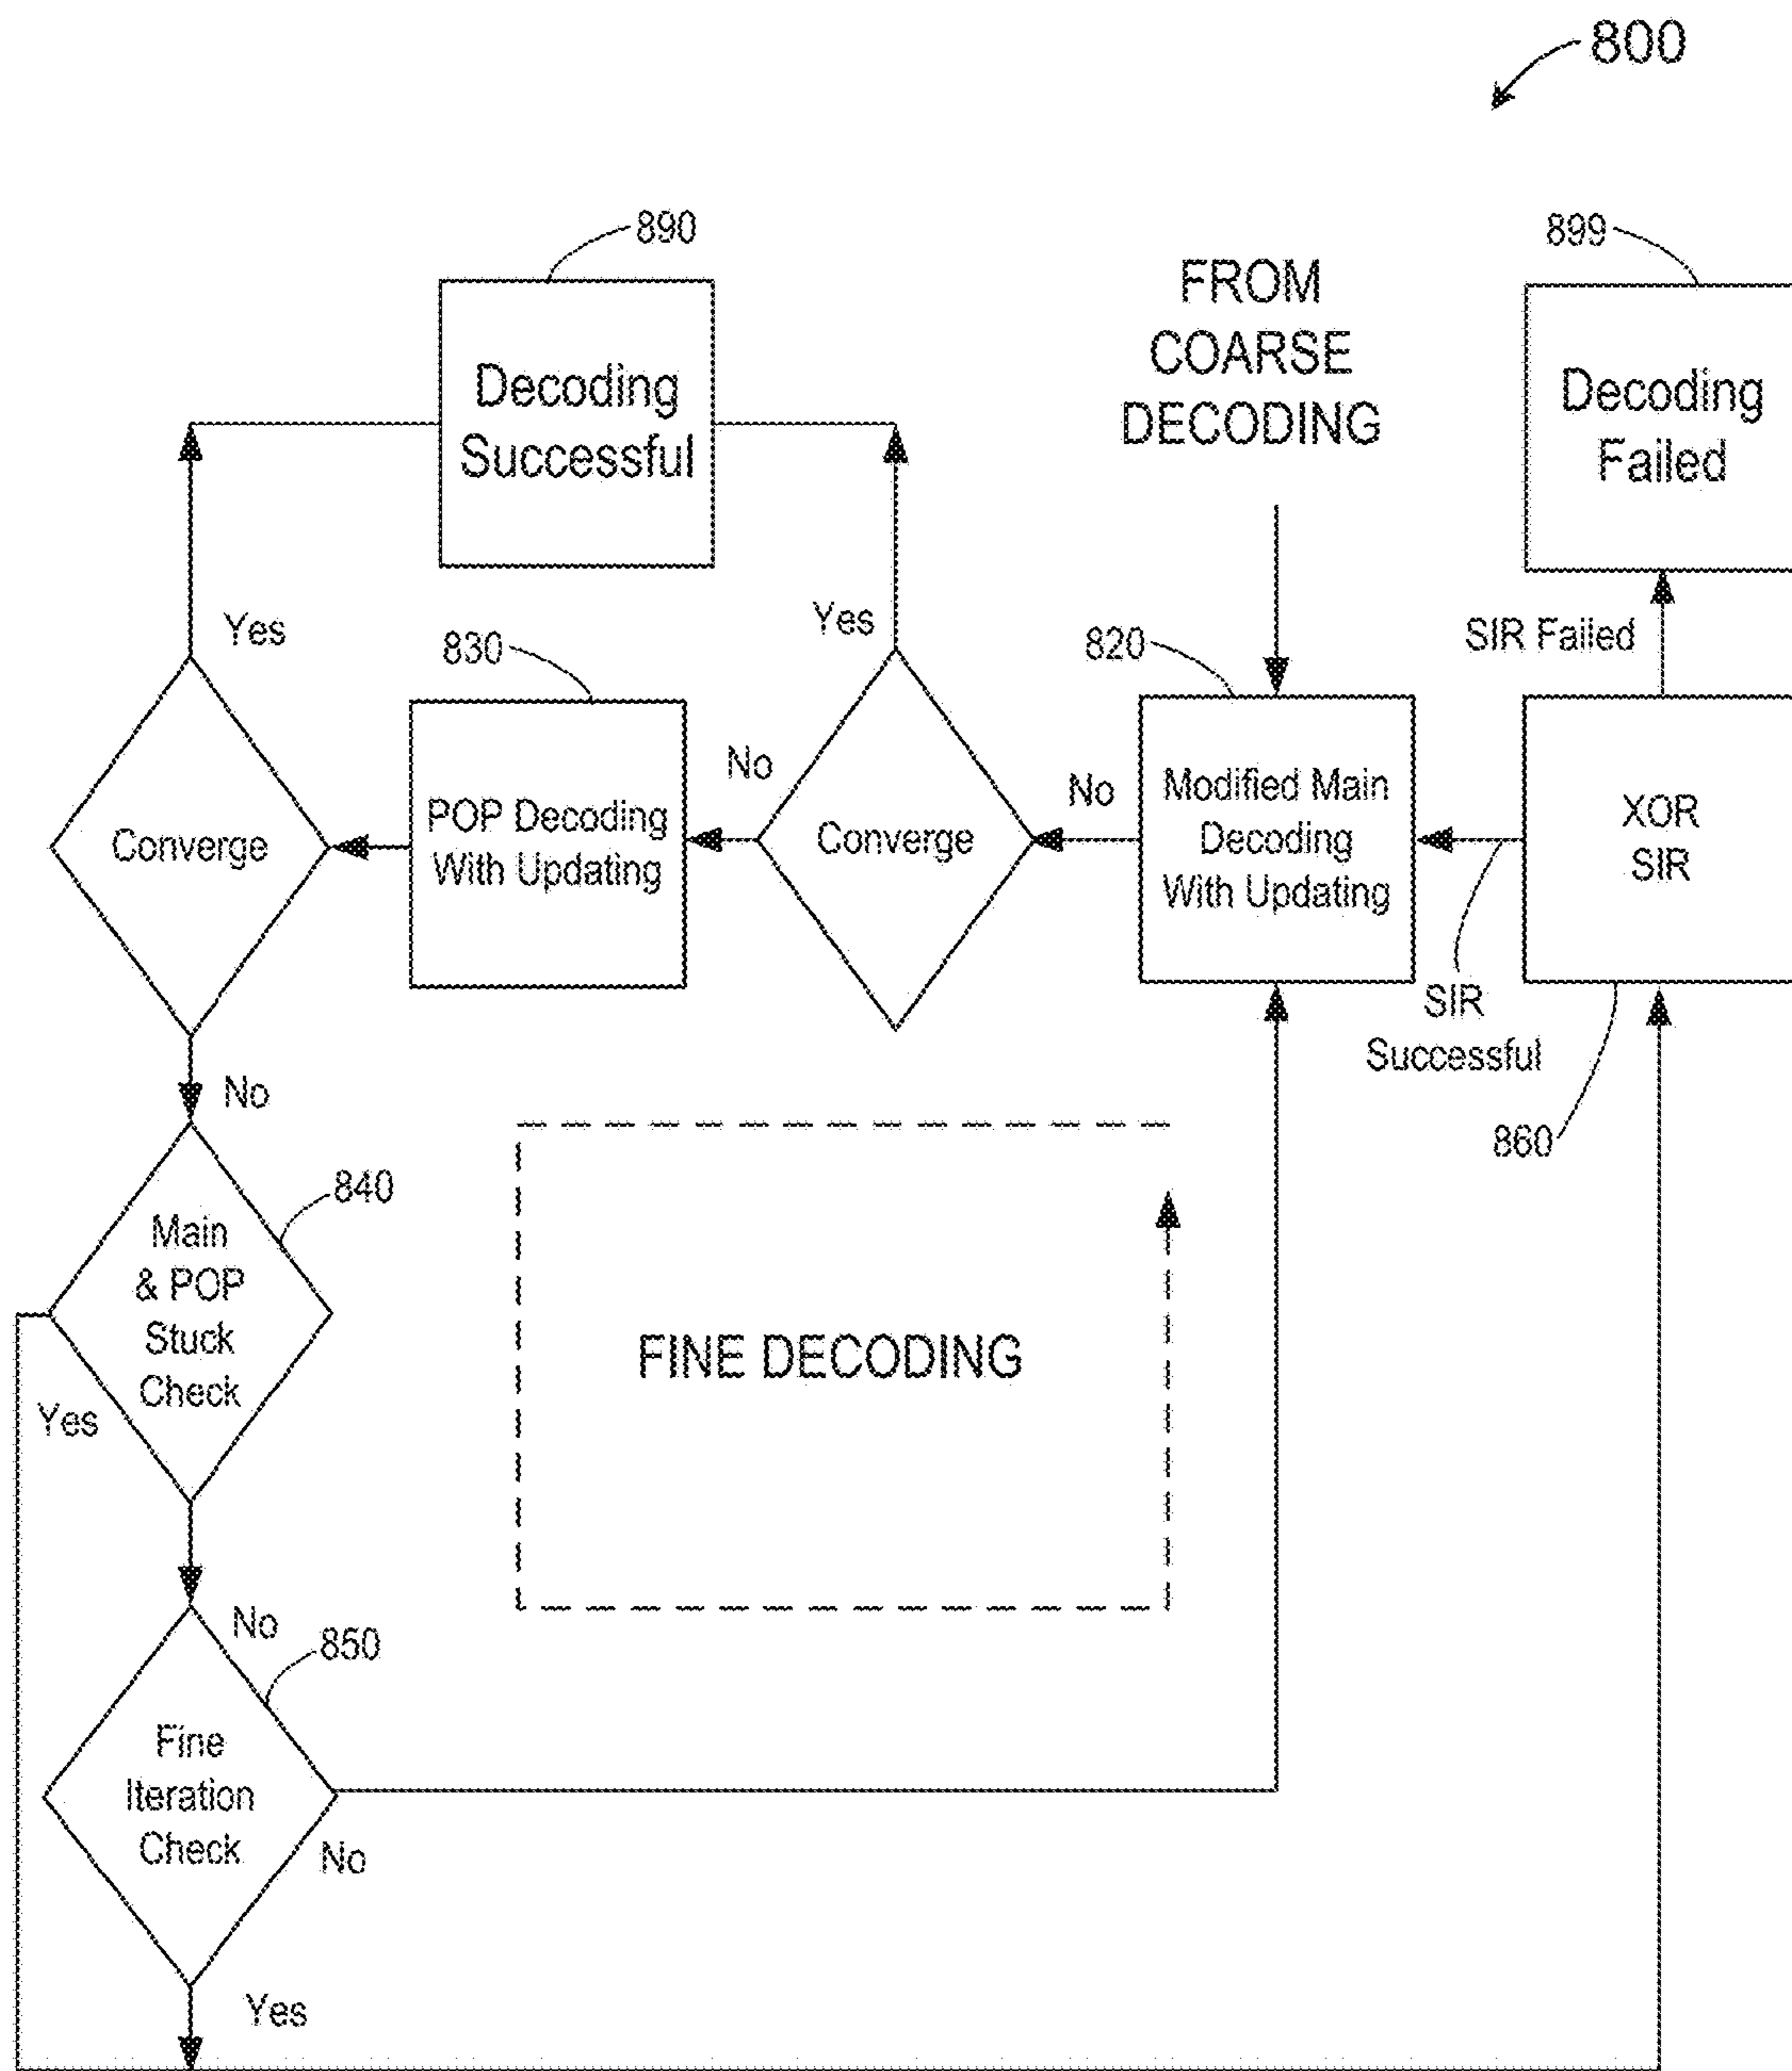 800
890
899
FROM
COARSE
DECODING
Decoding
Successful
Decoding
Failed
Yes
830
Yes
820
SIR Failed
Converge
POP Decoding
With Updating
No
Converge
No
Modified Main
Decoding
With Updating
XOR
SIR
SIR
Successful
860
No
840
Main
& POP
Stuck
Check
Yes
FINE DECODING
No
850
Fine
Iteration
Check
No
Yes